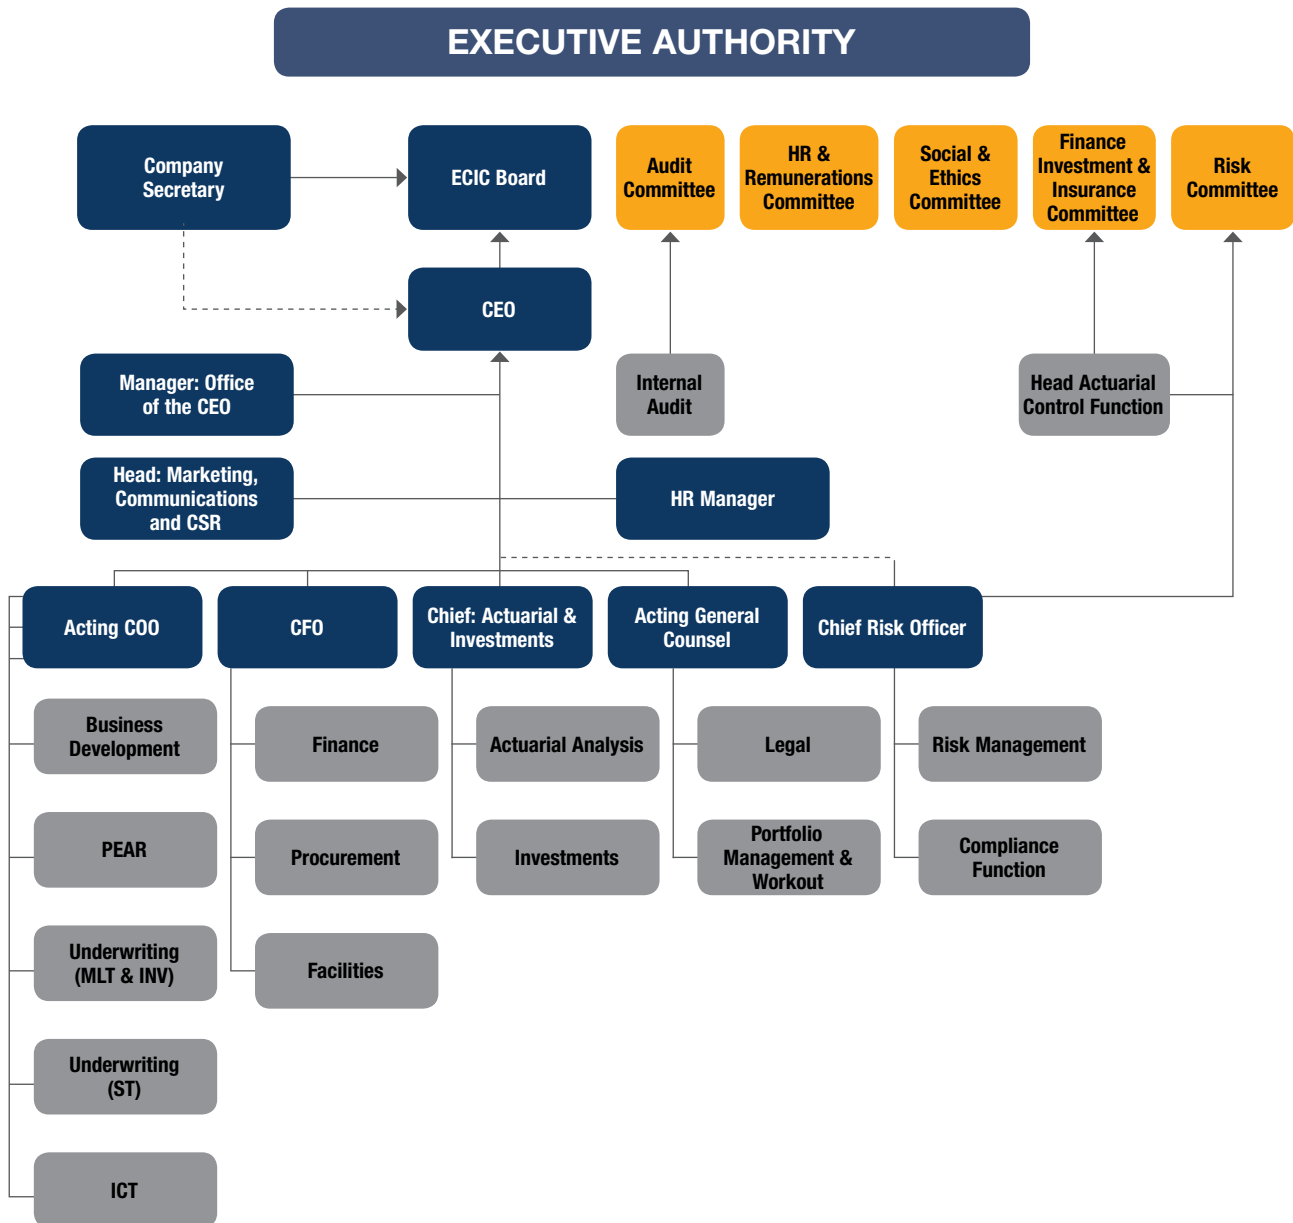 EXECUTIVE AUTHORITY
Company
Secretary
ECIC Board
Audit
Committee
HR &
Remunerations
Committee
Social &
Ethics
Committee
Finance
Investment &
Insurance
Committee
Risk
Committee
CEO
Manager: Office
of the CEO
Internal
Audit
Head Actuarial
Control Function
Head: Marketing,
Communications
and CSR
HR Manager
Acting COO
CFO
Chief: Actuarial &
Investments
Acting General
Counsel
Chief Risk Officer
Business
Development
Finance
Actuarial Analysis
Legal
Risk Management
PEAR
Procurement
Investments
Portfolio
Management &
Workout
Compliance
Function
Underwriting
(MLT & INV)
Facilities
Underwriting
(ST)
ICT